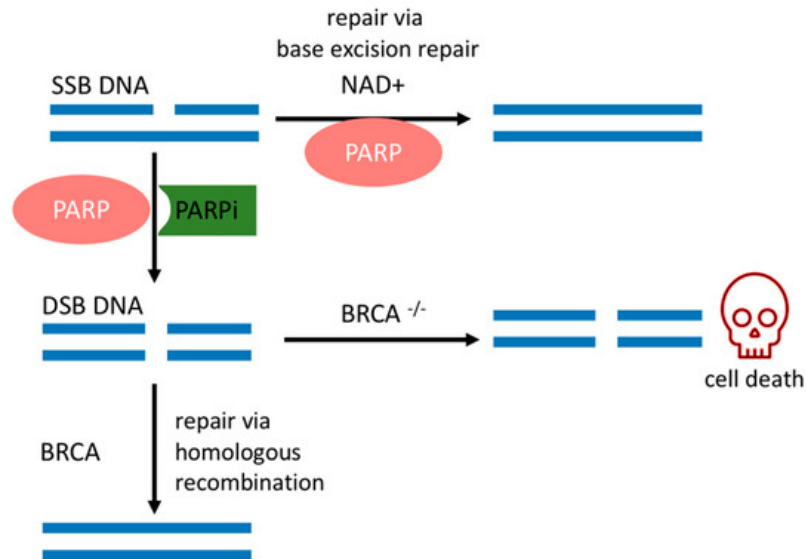 repair via
base excision repair
SSB DNA
NAD+
PARP
PARP
PARPi
DSB DNA
BRCA -/-
cell death
BRCA
repair via
homologous
recombination